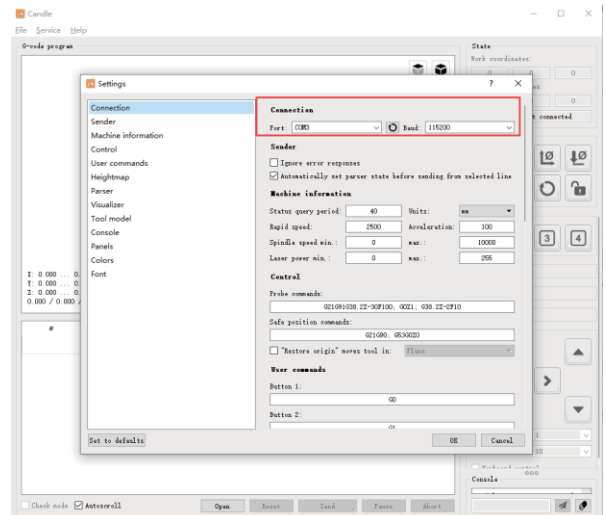 Candle
File Service Help
G-code program
State
Work coordinates:
0 0 0
Settings ? ×
Connection
Sender
Machine information
Control
User commands
Heightmap
Parser
Visualizer
Tool model
Console
Panels
Colors
Font
Connection
Port: COM3 Baud: 115200
Sender
Ignore error responses
Automatically set parser state before sending from selected line
Machine information
Status query period: 40 Units: mm
Rapid speed: 2500 Acceleration: 100
Spindle speed min.: 0 max.: 10000
Laser power min.: 0 max.: 255
Control
Probe commands:
G21G91G38.2Z-30F100; G0Z1; G38.2Z-2F10
Safe position commands:
G21G90; G53G0Z0
"Restore origin" moves tool in: Plane
User commands
Button 1:
G0
Button 2:
Set to defaults OK Cancel
0
t connected
3 4
X: 0.000 ... 0.
Y: 0.000 ... 0.
Z: 0.000 ... 0.
0.000 / 0.000 /
#
1
10
Console
Check mode Autoscroll Open Reset Send Pause Abort